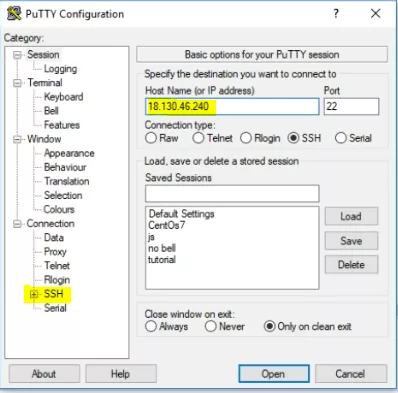 PuTTY Configuration
Category:
Session
Logging
Terminal
Keyboard
Bell
Features
Window
Appearance
Behaviour
Translation
Selection
Colours
Connection
Data
Proxy
Telnet
Rlogin
SSH
Serial
Basic options for your PuTTY session
Specify the destination you want to connect to
Host Name (or IP address) Port
18.130.46.240 22
Connection type:
Raw Telnet Rlogin SSH Serial
Load, save or delete a stored session
Saved Sessions
Default Settings
CentOs7
js
no bell
tutorial
Load
Save
Delete
Close window on exit:
Always Never Only on clean exit
About Help Open Cancel